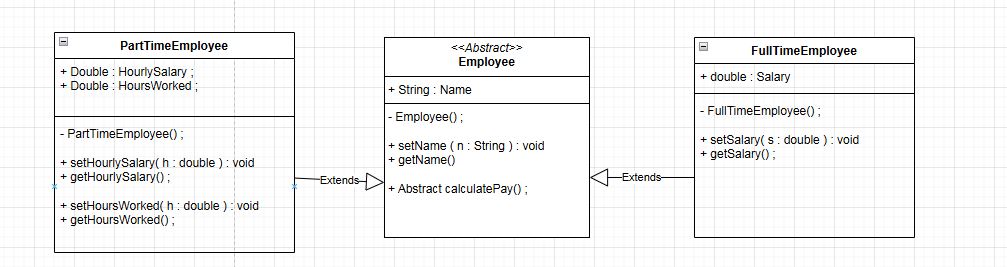 PartTimeEmployee
+ Double : HourlySalary ;
+ Double : HoursWorked ;
- PartTimeEmployee() ;
+ setHourlySalary( h : double ) : void
+ getHourlySalary() ;
+ setHoursWorked( h : double ) : void
+ getHoursWorked() ;
Extends
<<Abstract>>
Employee
+ String : Name
- Employee() ;
+ setName ( n : String ) : void
+ getName()
+ Abstract calculatePay() ;
Extends
FullTimeEmployee
+ double : Salary
- FullTimeEmployee() ;
+ setSalary( s : double ) : void
+ getSalary() ;